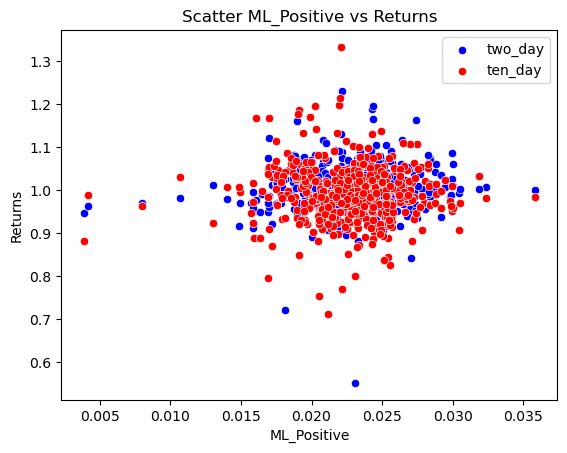 Scatter ML_Positive vs Returns
two_day
ten_day
1.3
1.2
1.1
1.0
0.9
0.8
0.7
0.6
Returns
0.005 0.010 0.015 0.020 0.025 0.030 0.035
ML_Positive